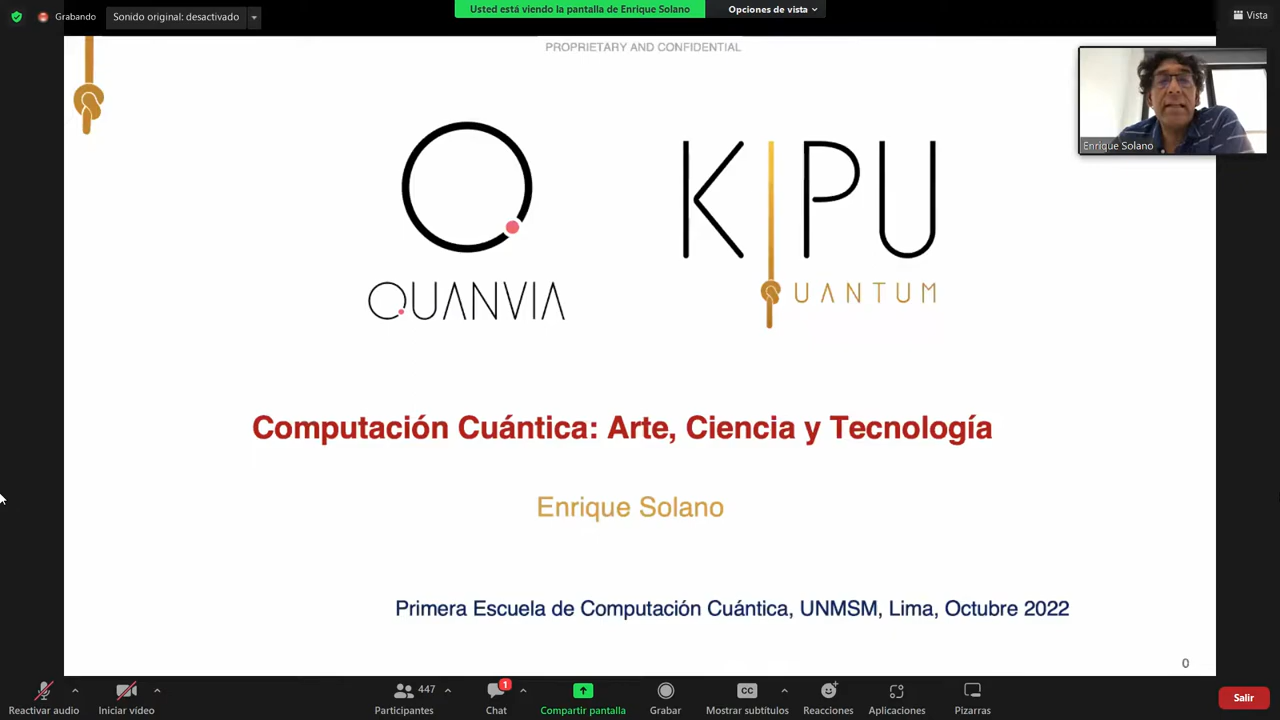 Grabando
Sonido original: desactivado
Usted está viendo la pantalla de Enrique Solano
Opciones de vista
Vista
PROPRIETARY AND CONFIDENTIAL
Enrique Solano
QUANVIA
KIPU
QUANTUM
Computación Cuántica: Arte, Ciencia y Tecnología
Enrique Solano
Primera Escuela de Computación Cuántica, UNMSM, Lima, Octubre 2022
0
Reactivar audio
Iniciar video
447
Participantes
1
Chat
Compartir pantalla
Grabar
CC
Mostrar subtítulos
Reacciones
Aplicaciones
Pizarras
Salir